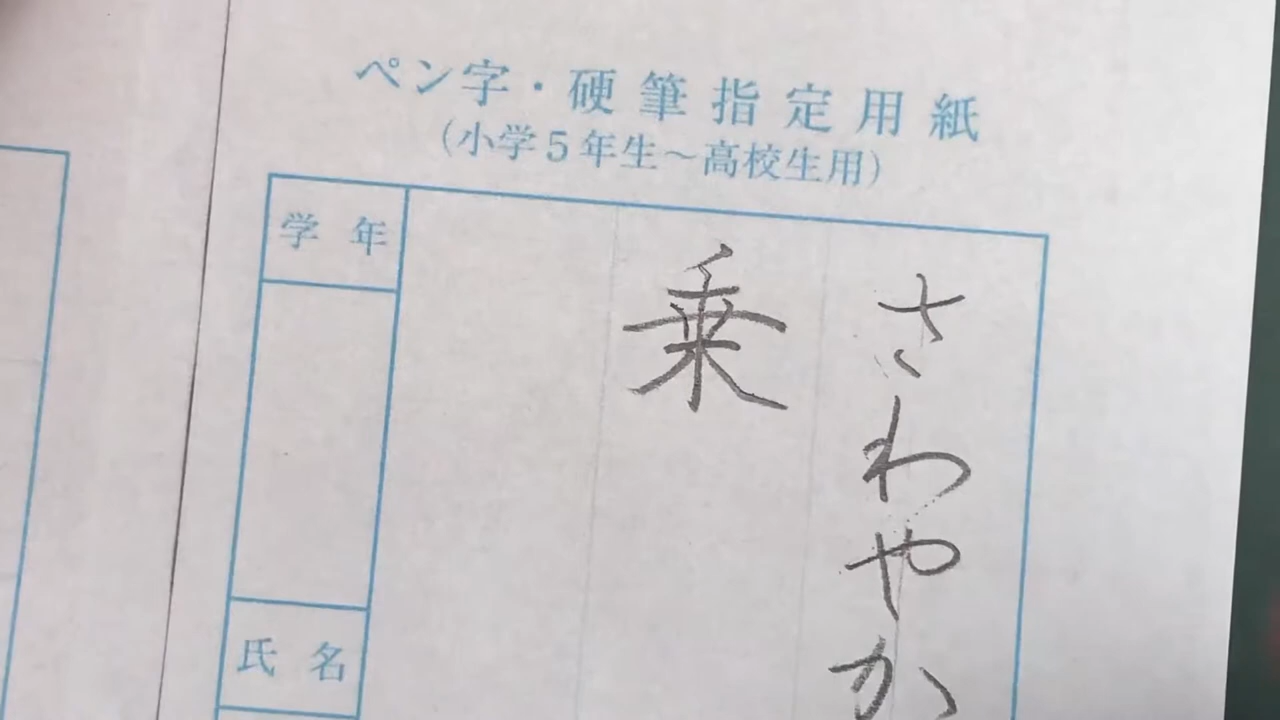 ペン字・硬筆指定用紙
(小学5年生~高校生用)
さわやか
乗
学年
氏名